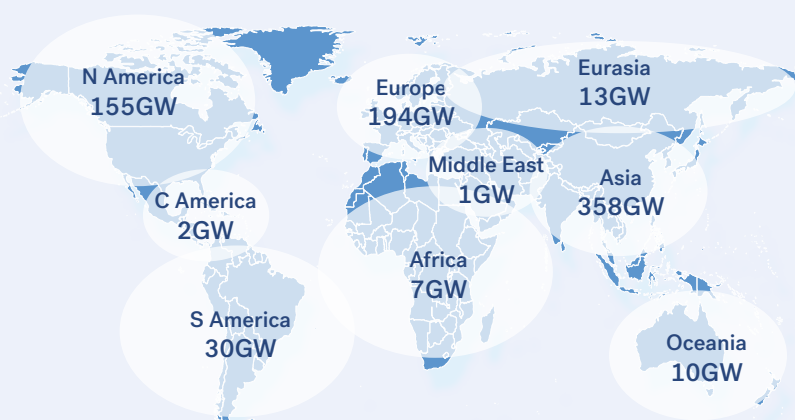 N America
155GW
Europe
194GW
Eurasia
13GW
Middle East
1GW
Asia
358GW
C America
2GW
Africa
7GW
S America
30GW
Oceania
10GW